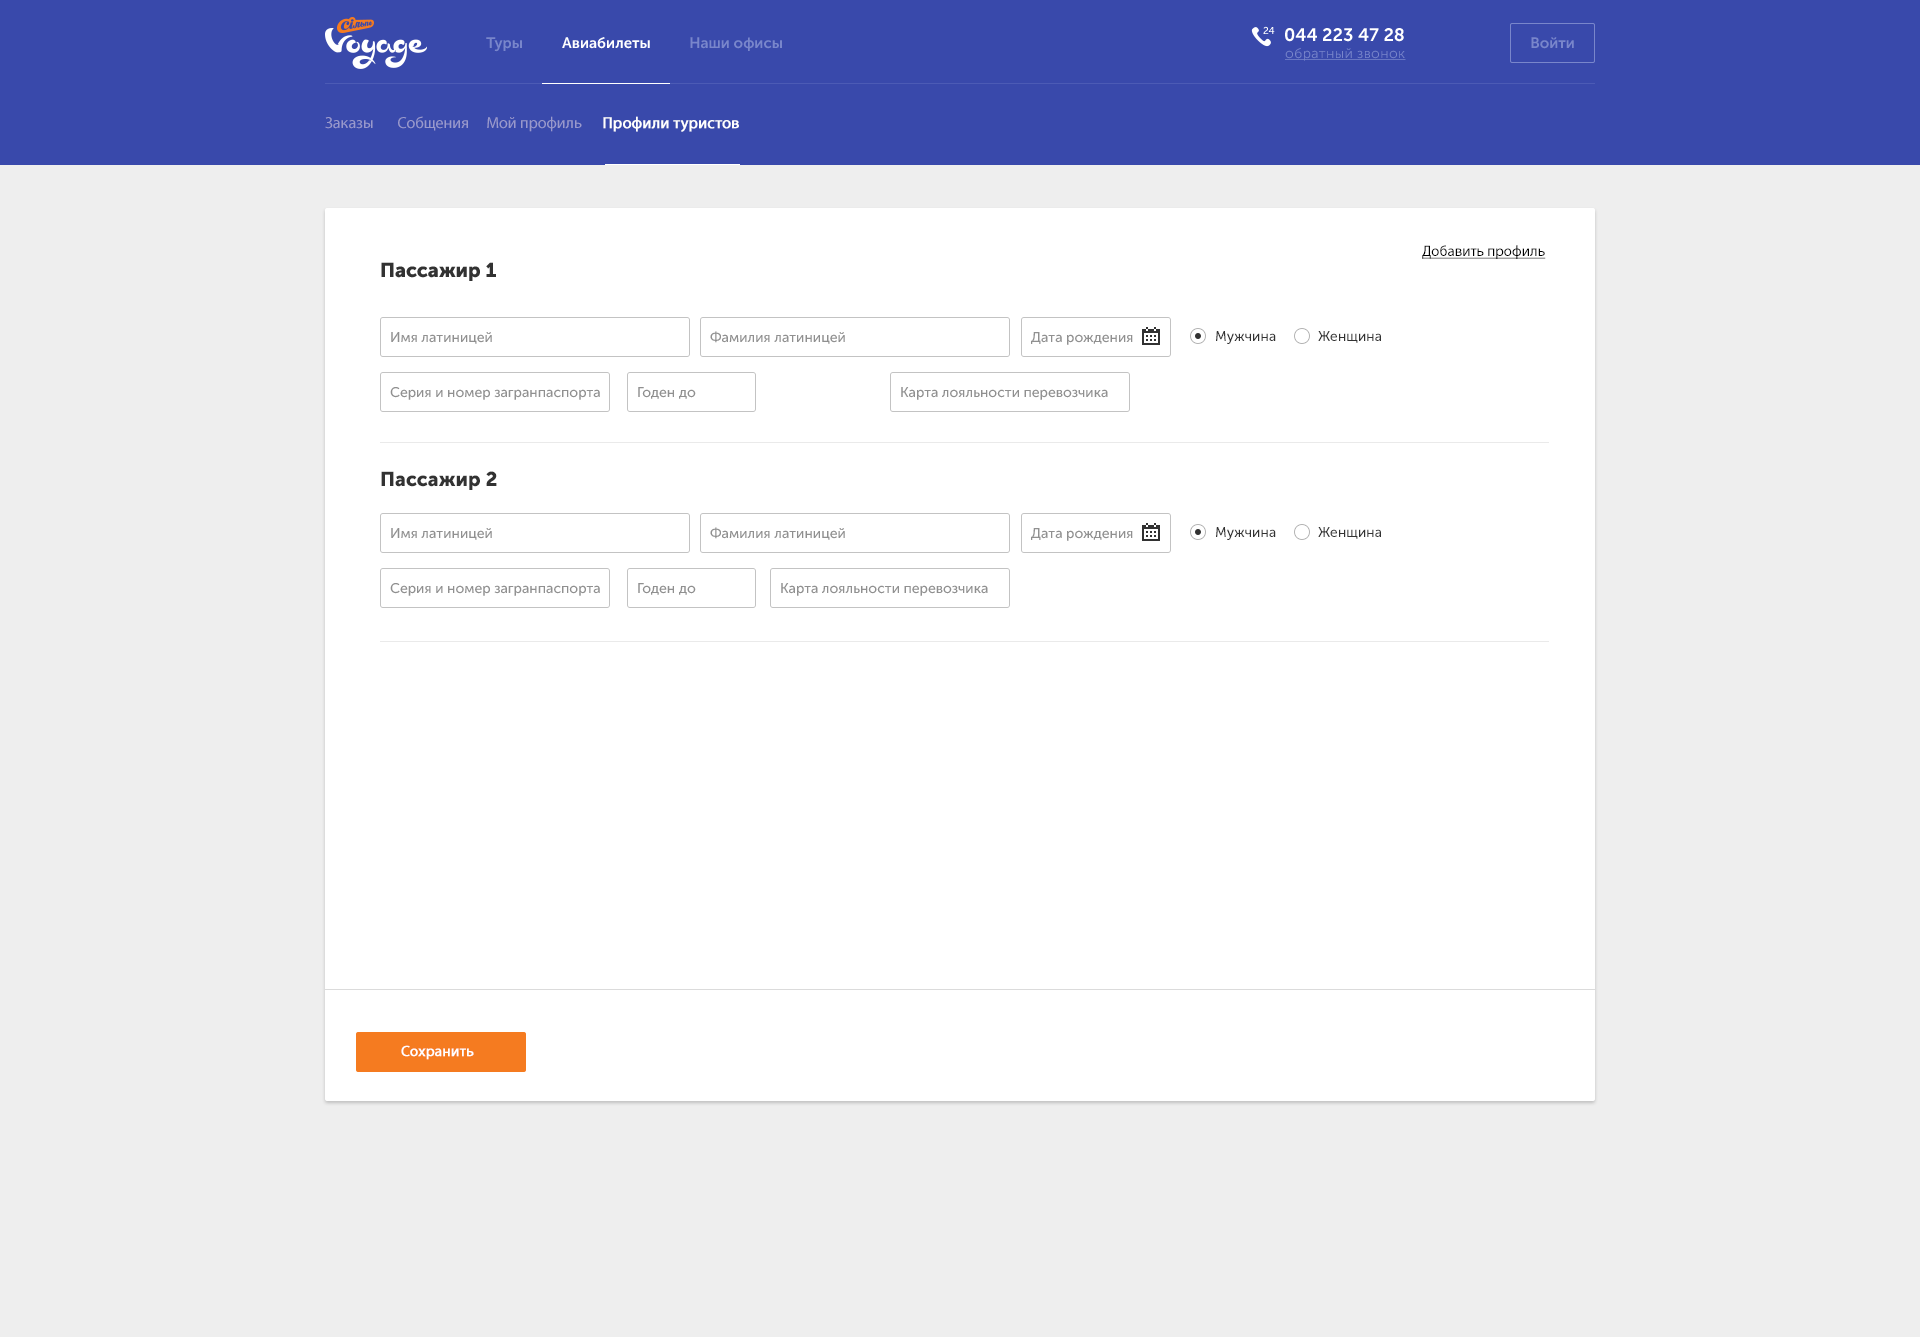 Сільпо
Voyage
Туры Авиабилеты Наши офисы
24 044 223 47 28
обратный звонок
Войти
Заказы Собщения Мой профиль Профили туристов
Добавить профиль
Пассажир 1
Имя латиницей Фамилия латиницей Дата рождения Мужчина Женщина
Серия и номер загранпаспорта Годен до Карта лояльности перевозчика
Пассажир 2
Имя латиницей Фамилия латиницей Дата рождения Мужчина Женщина
Серия и номер загранпаспорта Годен до Карта лояльности перевозчика
Сохранить